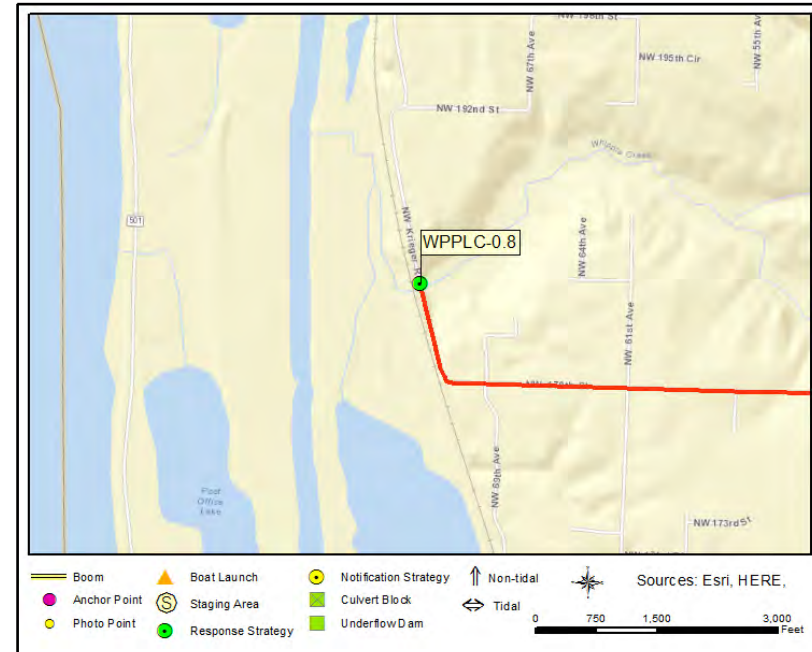 NW 196th St
NW 67th Ave
NW 55th Ave
NW 195th Cir
NW 192nd St
Whipple Creek
501
NW Krieger R
WPPLC-0.8
NW 64th Ave
NW 61st Ave
NW 69th Ave
Post
Office
Lake
NW 173rd St
Boom
Boat Launch
Notification Strategy
Non-tidal
Sources: Esri, HERE,
Anchor Point
Staging Area
S
Culvert Block
Tidal
Photo Point
Response Strategy
Underflow Dam
0 750 1,500 3,000
Feet